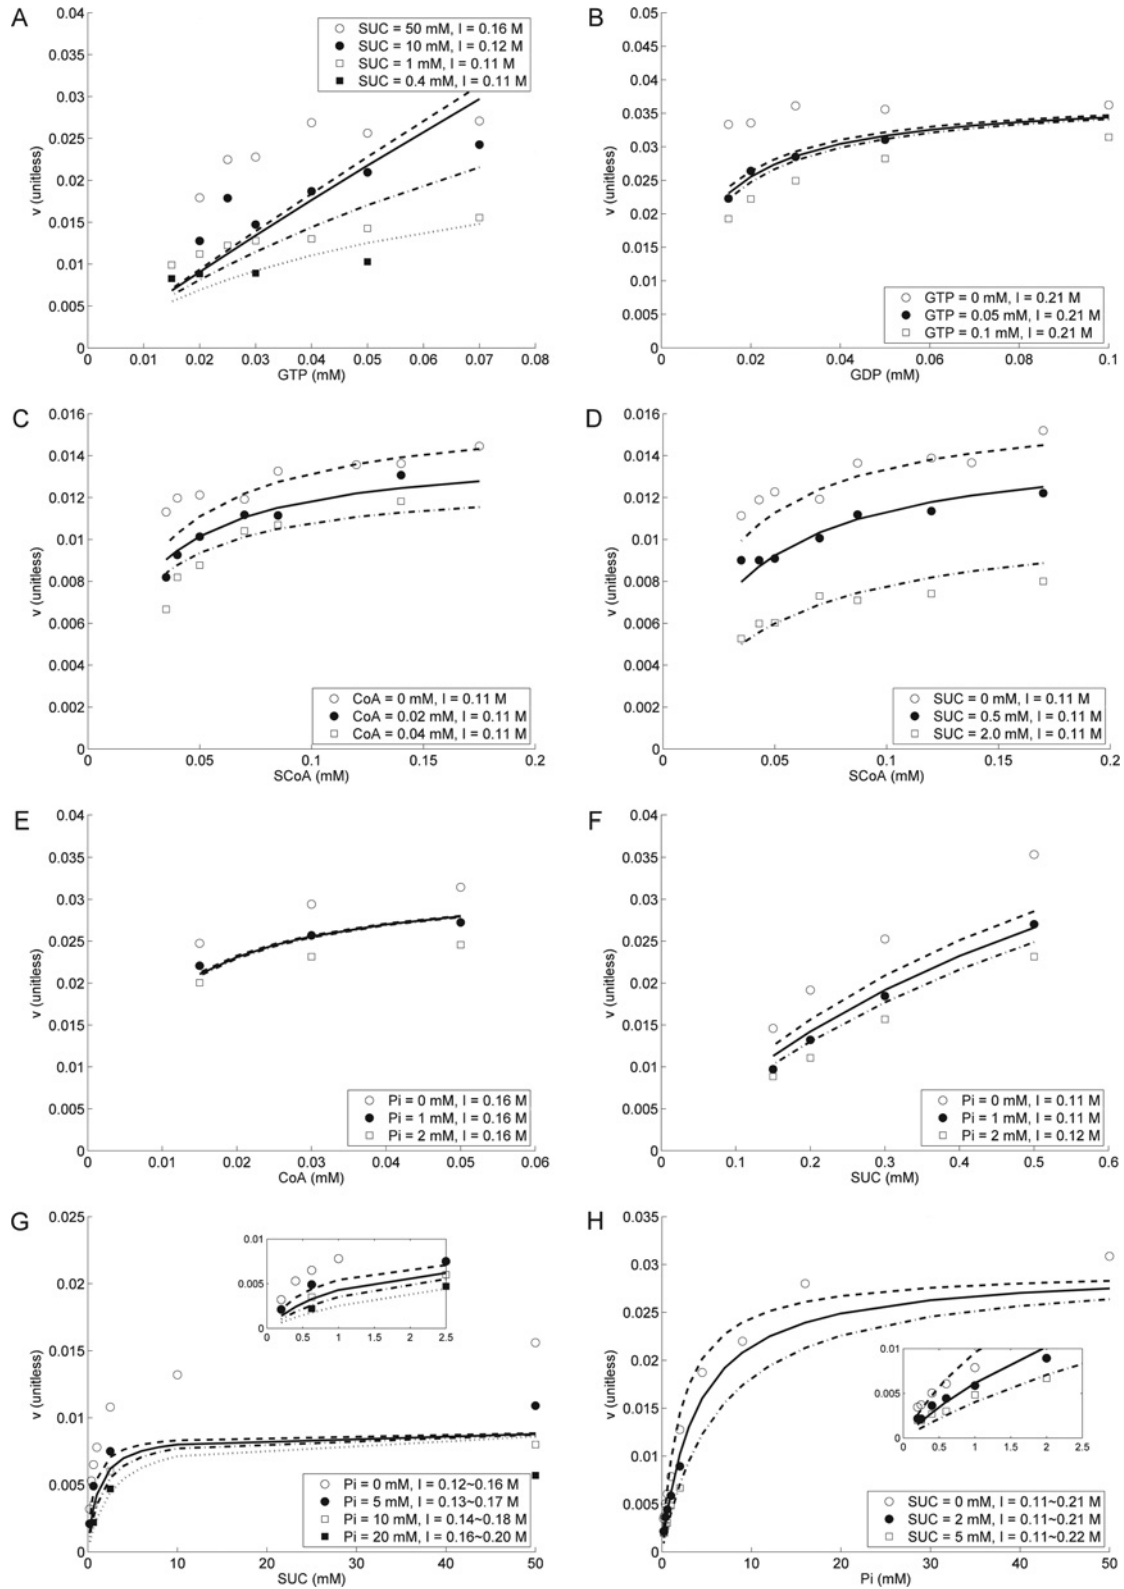 A
0.04
0.035
0.03
0.025
0.02
0.015
0.01
0.005
0
v (unitless)
SUC = 50 mM, I = 0.16 M
SUC = 10 mM, I = 0.12 M
SUC = 1 mM, I = 0.11 M
SUC = 0.4 mM, I = 0.11 M
0 0.01 0.02 0.03 0.04 0.05 0.06 0.07 0.08
GTP (mM)
B
0.05
0.045
0.04
0.035
0.03
0.025
0.02
0.015
0.01
0.005
0
v (unitless)
GTP = 0 mM, I = 0.21 M
GTP = 0.05 mM, I = 0.21 M
GTP = 0.1 mM, I = 0.21 M
0 0.02 0.04 0.06 0.08 0.1
GDP (mM)
C
0.016
0.014
0.012
0.01
0.008
0.006
0.004
0.002
0
v (unitless)
CoA = 0 mM, I = 0.11 M
CoA = 0.02 mM, I = 0.11 M
CoA = 0.04 mM, I = 0.11 M
0 0.05 0.1 0.15 0.2
SCoA (mM)
D
0.016
0.014
0.012
0.01
0.008
0.006
0.004
0.002
0
v (unitless)
SUC = 0 mM, I = 0.11 M
SUC = 0.5 mM, I = 0.11 M
SUC = 2.0 mM, I = 0.11 M
0 0.05 0.1 0.15 0.2
SCoA (mM)
E
0.04
0.035
0.03
0.025
0.02
0.015
0.01
0.005
0
v (unitless)
Pi = 0 mM, I = 0.16 M
Pi = 1 mM, I = 0.16 M
Pi = 2 mM, I = 0.16 M
0 0.01 0.02 0.03 0.04 0.05 0.06
CoA (mM)
F
0.04
0.035
0.03
0.025
0.02
0.015
0.01
0.005
0
v (unitless)
Pi = 0 mM, I = 0.11 M
Pi = 1 mM, I = 0.11 M
Pi = 2 mM, I = 0.12 M
0 0.1 0.2 0.3 0.4 0.5 0.6
SUC (mM)
G
0.025
0.02
0.015
0.01
0.005
0
v (unitless)
0.01
0.005
0
0 0.5 1 1.5 2 2.5
Pi = 0 mM, I = 0.12~0.16 M
Pi = 5 mM, I = 0.13~0.17 M
Pi = 10 mM, I = 0.14~0.18 M
Pi = 20 mM, I = 0.16~0.20 M
0 10 20 30 40 50
SUC (mM)
H
0.035
0.03
0.025
0.02
0.015
0.01
0.005
0
v (unitless)
0.01
0.005
0
0 0.5 1 1.5 2 2.5
SUC = 0 mM, I = 0.11~0.21 M
SUC = 2 mM, I = 0.11~0.21 M
SUC = 5 mM, I = 0.11~0.22 M
0 10 20 30 40 50
Pi (mM)